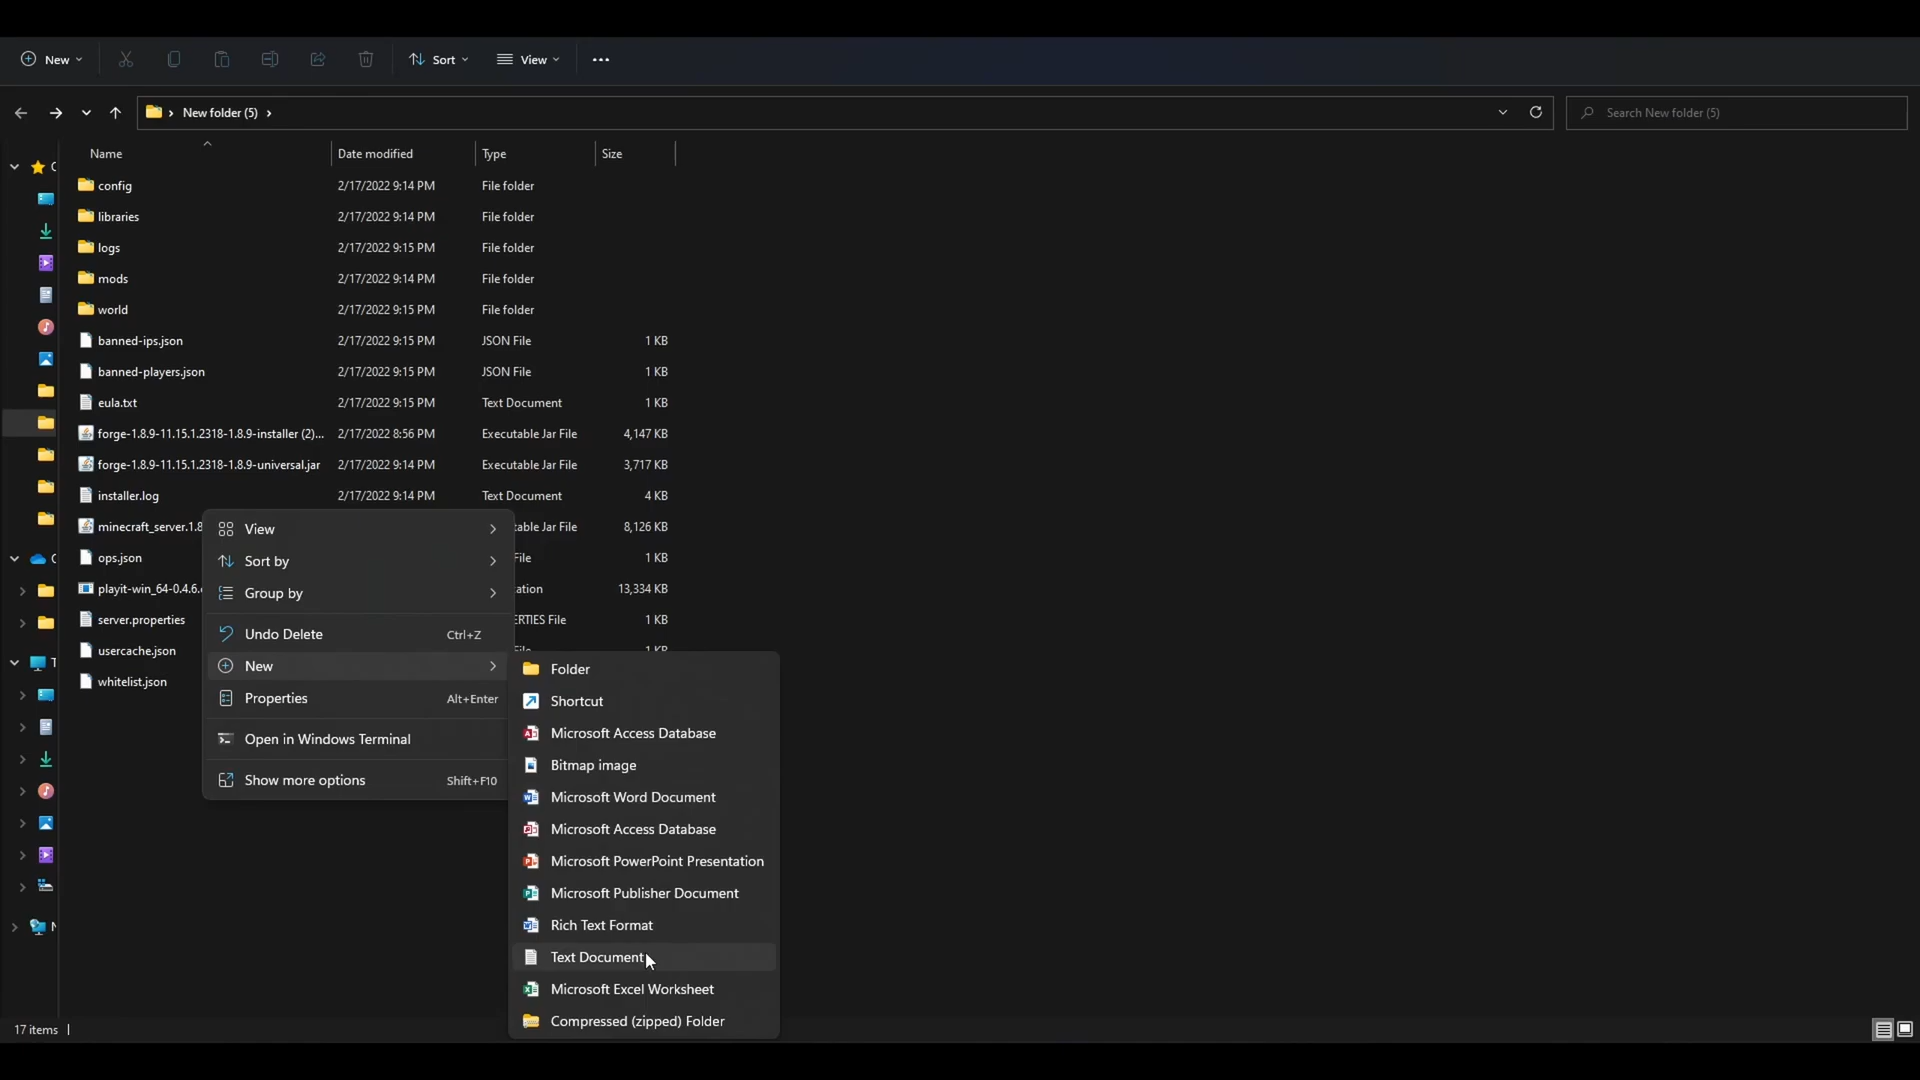 New
Sort
View
New folder (5)
Search New folder (5)
Name
Date modified
Type
Size
config 2/17/2022 9:14 PM File folder
libraries 2/17/2022 9:14 PM File folder
logs 2/17/2022 9:15 PM File folder
mods 2/17/2022 9:14 PM File folder
world 2/17/2022 9:15 PM File folder
banned-ips.json 2/17/2022 9:15 PM JSON File 1 KB
banned-players.json 2/17/2022 9:15 PM JSON File 1 KB
eula.txt 2/17/2022 9:15 PM Text Document 1 KB
forge-1.8.9-11.15.1.2318-1.8.9-installer (2)... 2/17/2022 8:56 PM Executable Jar File 4,147 KB
forge-1.8.9-11.15.1.2318-1.8.9-universal.jar 2/17/2022 9:14 PM Executable Jar File 3,717 KB
installer.log 2/17/2022 9:14 PM Text Document 4 KB
minecraft_server.1.8 table Jar File 8,126 KB
ops.json File 1 KB
playit-win_64-0.4.6. ation 13,334 KB
server.properties ERTIES File 1 KB
usercache.json
whitelist.json
View
Sort by
Group by
Undo Delete Ctrl+Z
New
Properties Alt+Enter
Open in Windows Terminal
Show more options Shift+F10
Folder
Shortcut
Microsoft Access Database
Bitmap image
Microsoft Word Document
Microsoft Access Database
Microsoft PowerPoint Presentation
Microsoft Publisher Document
Rich Text Format
Text Document
Microsoft Excel Worksheet
Compressed (zipped) Folder
17 items